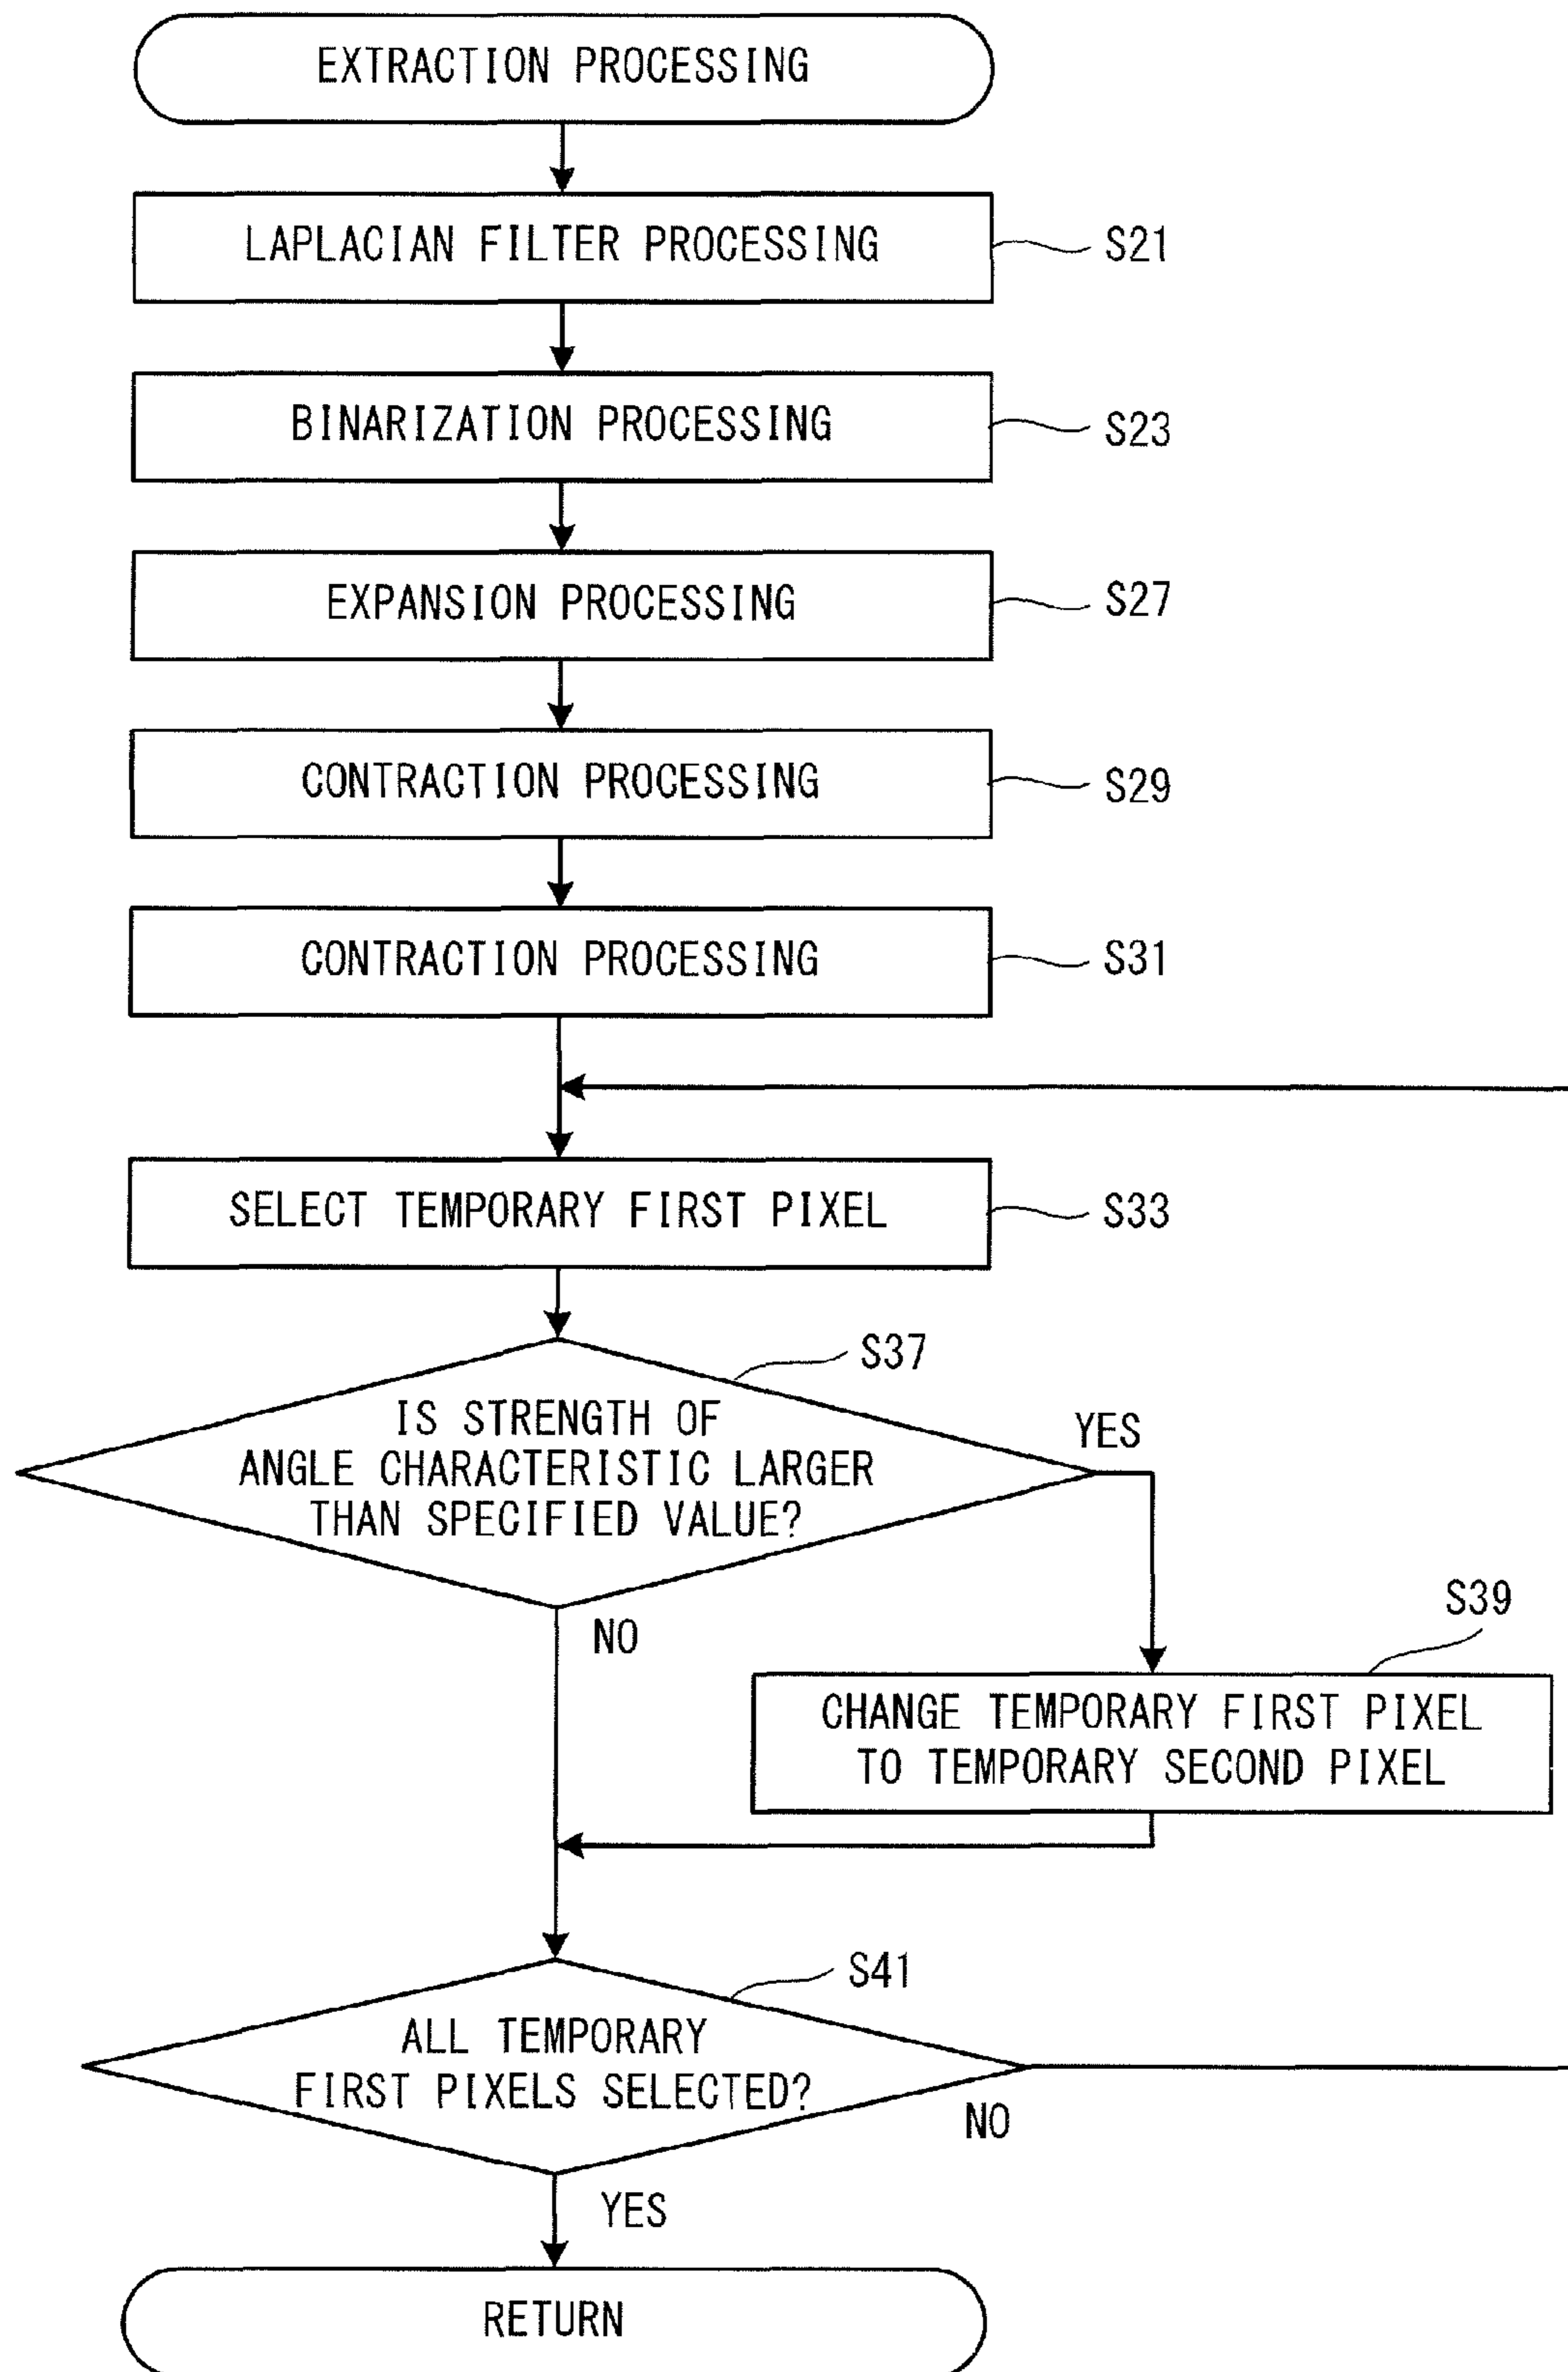 EXTRACTION PROCESSING
LAPLACIAN FILTER PROCESSING
S21
BINARIZATION PROCESSING
S23
EXPANSION PROCESSING
S27
CONTRACTION PROCESSING
S29
CONTRACTION PROCESSING
S31
SELECT TEMPORARY FIRST PIXEL
S33
S37
IS STRENGTH OF
ANGLE CHARACTERISTIC LARGER
THAN SPECIFIED VALUE?
YES
NO
S39
CHANGE TEMPORARY FIRST PIXEL
TO TEMPORARY SECOND PIXEL
S41
ALL TEMPORARY
FIRST PIXELS SELECTED?
NO
YES
RETURN